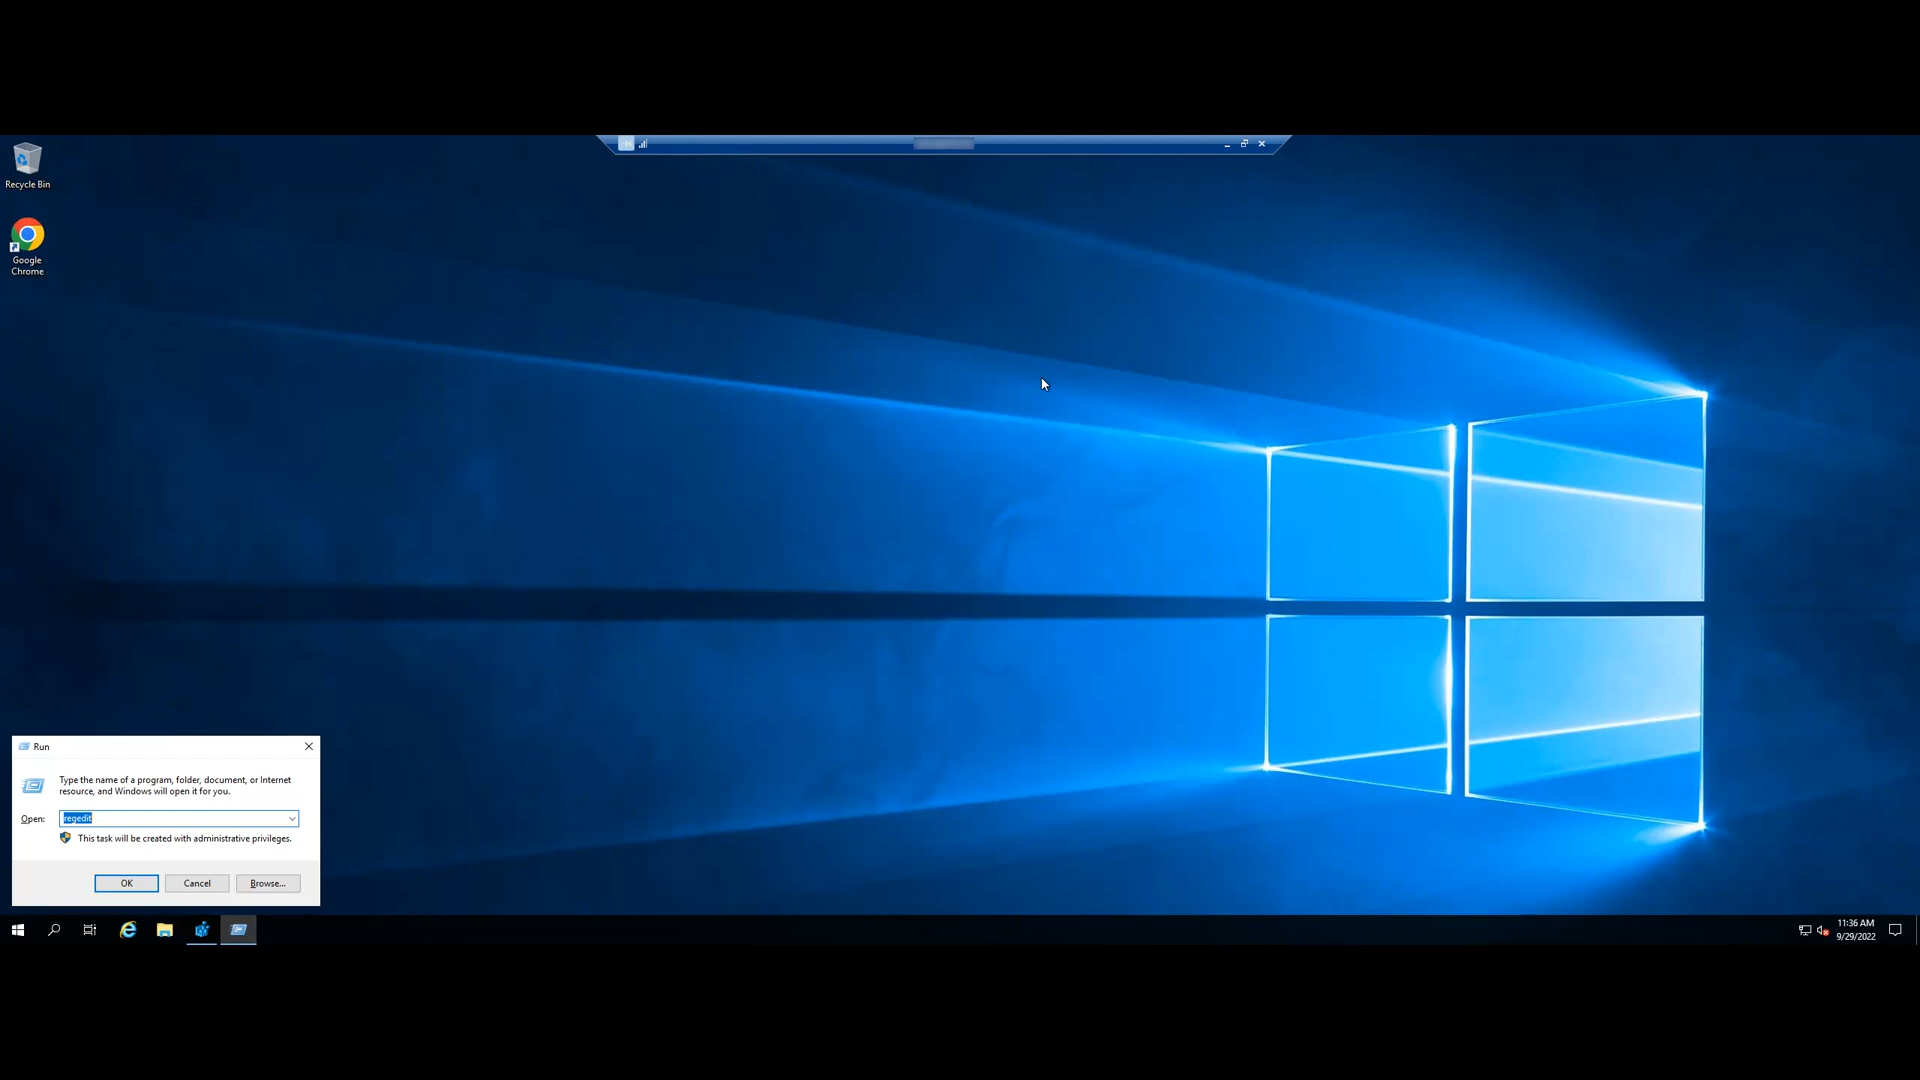 Recycle Bin
Google
Chrome
Run
Type the name of a program, folder, document, or Internet
resource, and Windows will open it for you.
Open:
regedit
This task will be created with administrative privileges.
OK
Cancel
Browse...
11:36 AM
9/29/2022